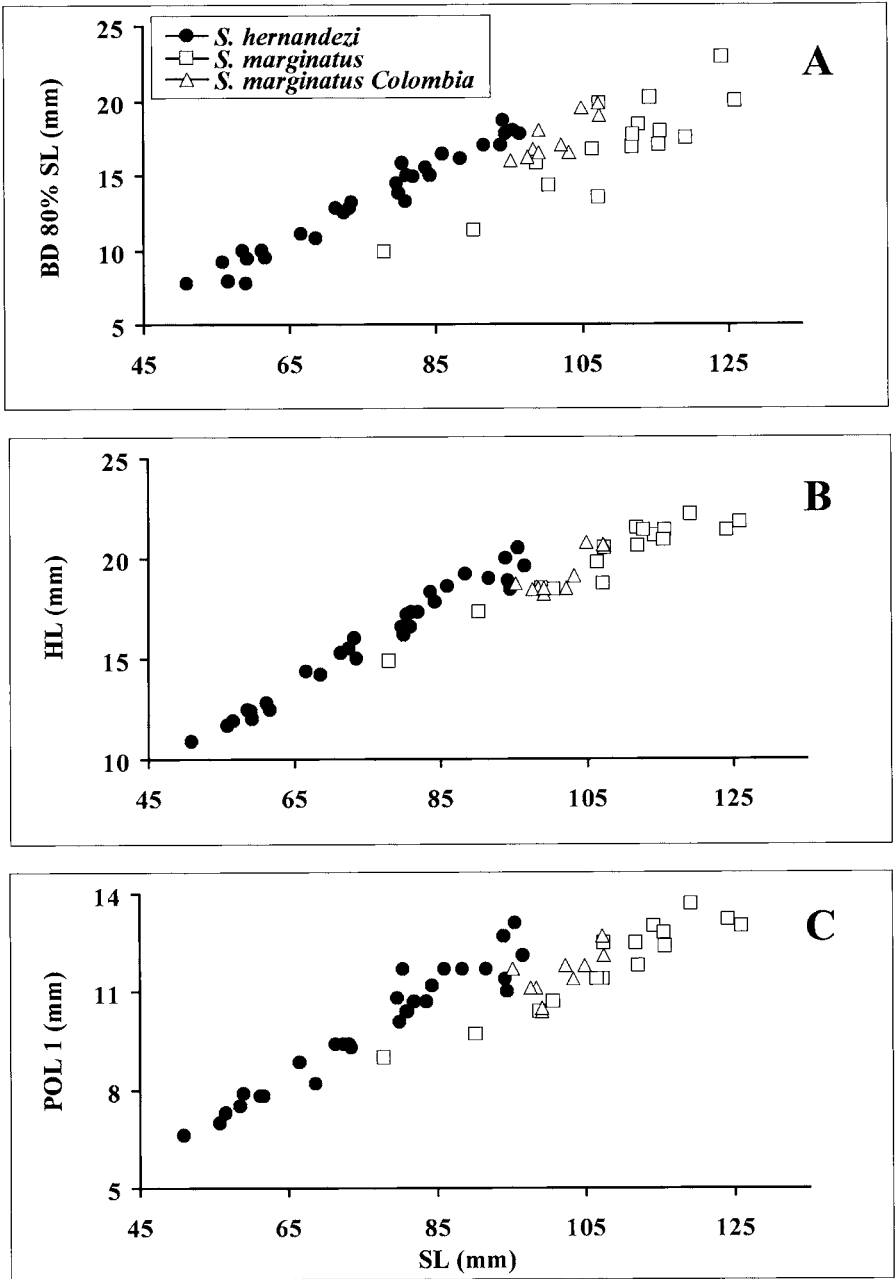 25
S. hernandezi
S. marginatus
S. marginatus Colombia
A
20
15
10
5
BD 80% SL (mm)
45 65 85 105 125
25
B
20
15
10
HL (mm)
45 65 85 105 125
14
C
11
8
5
POL 1 (mm)
45 65 85 105 125
SL (mm)